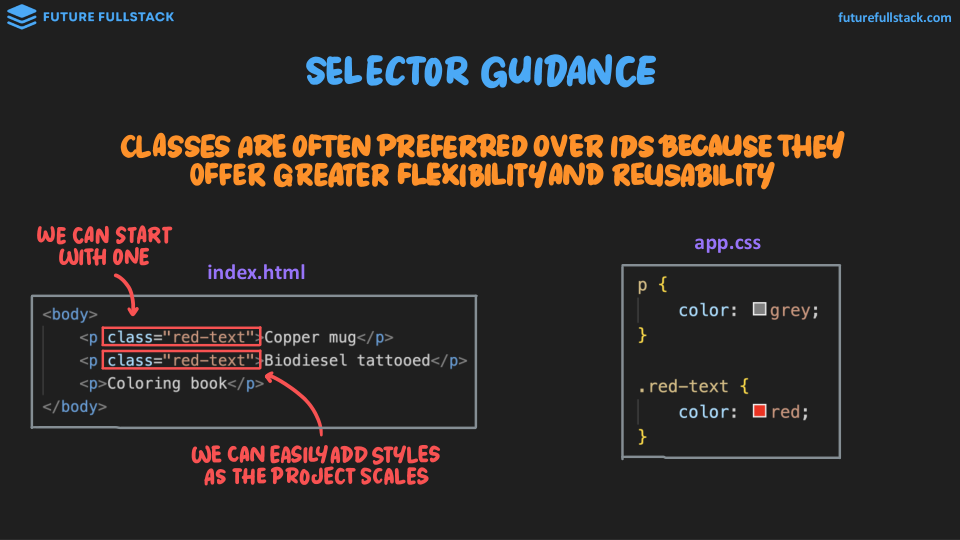 FUTURE FULLSTACK
futurefullstack.com
SELECTOR GUIDANCE
CLASSES ARE OFTEN PREFERRED OVER IDS BECAUSE THEY
OFFER GREATER FLEXIBILITY AND REUSABILITY
WE CAN START
WITH ONE
index.html
<body>
<p class="red-text">Copper mug</p>
<p class="red-text">Biodiesel tattooed</p>
<p>Coloring book</p>
</body>
WE CAN EASILY ADD STYLES
AS THE PROJECT SCALES
app.css
p {
color: grey;
}
.red-text {
color: red;
}